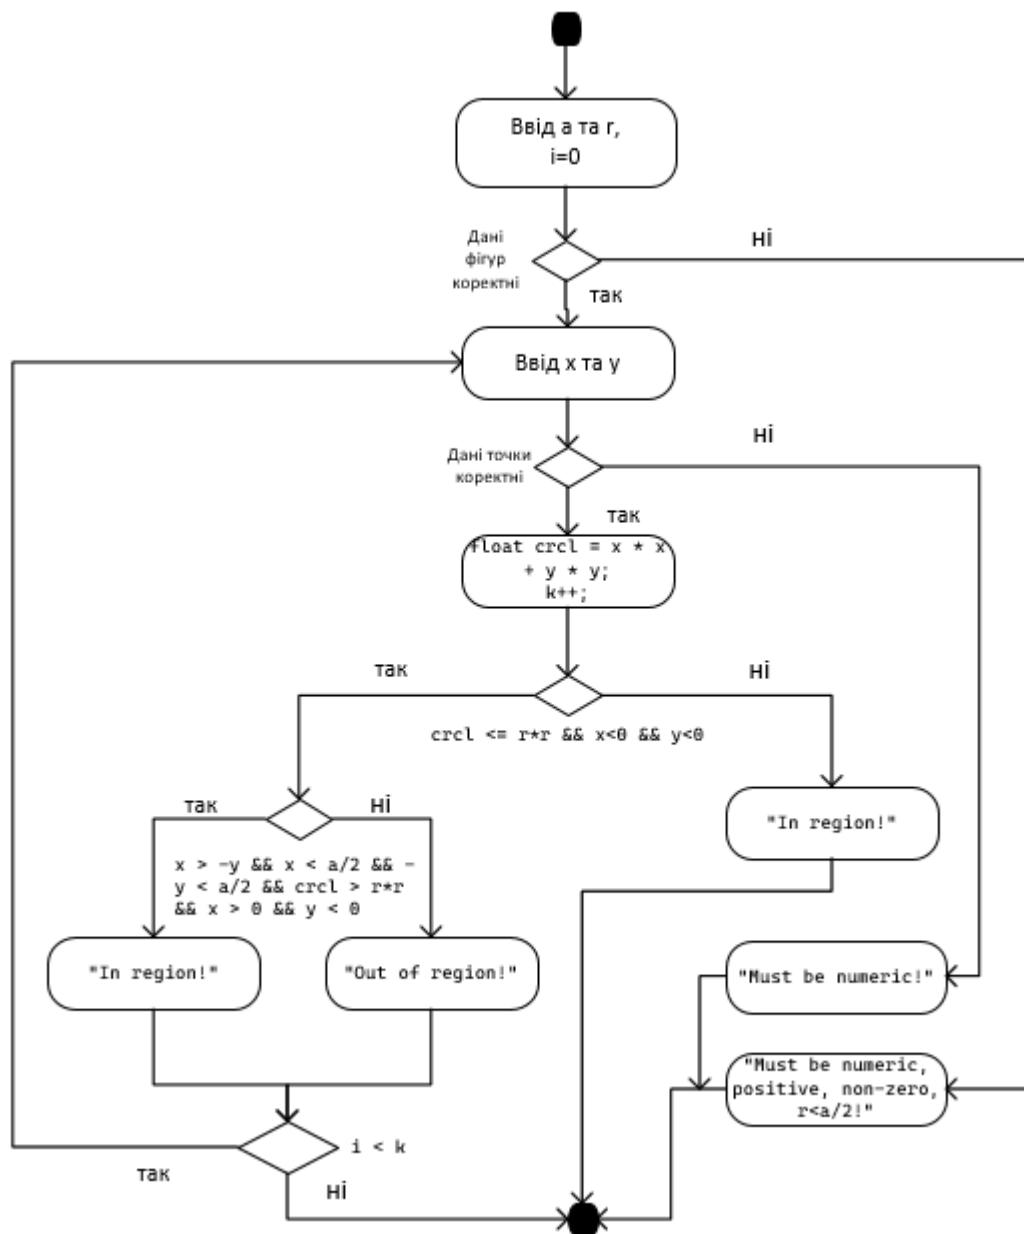 Ввід a та r,
i=0
Дані
фігур
коректні
ні
так
Ввід x та y
ні
Дані точки
коректні
так
float crcl = x * x
+ y * y;
k++;
так
ні
crcl <= r*r && x<0 && y<0
так
ні
"In region!"
x > -y && x < a/2 && -
y < a/2 && crcl > r*r
&& x > 0 && y < 0
"In region!"
"Out of region!"
"Must be numeric!"
"Must be numeric,
positive, non-zero,
r<a/2!"
i < k
так
ні